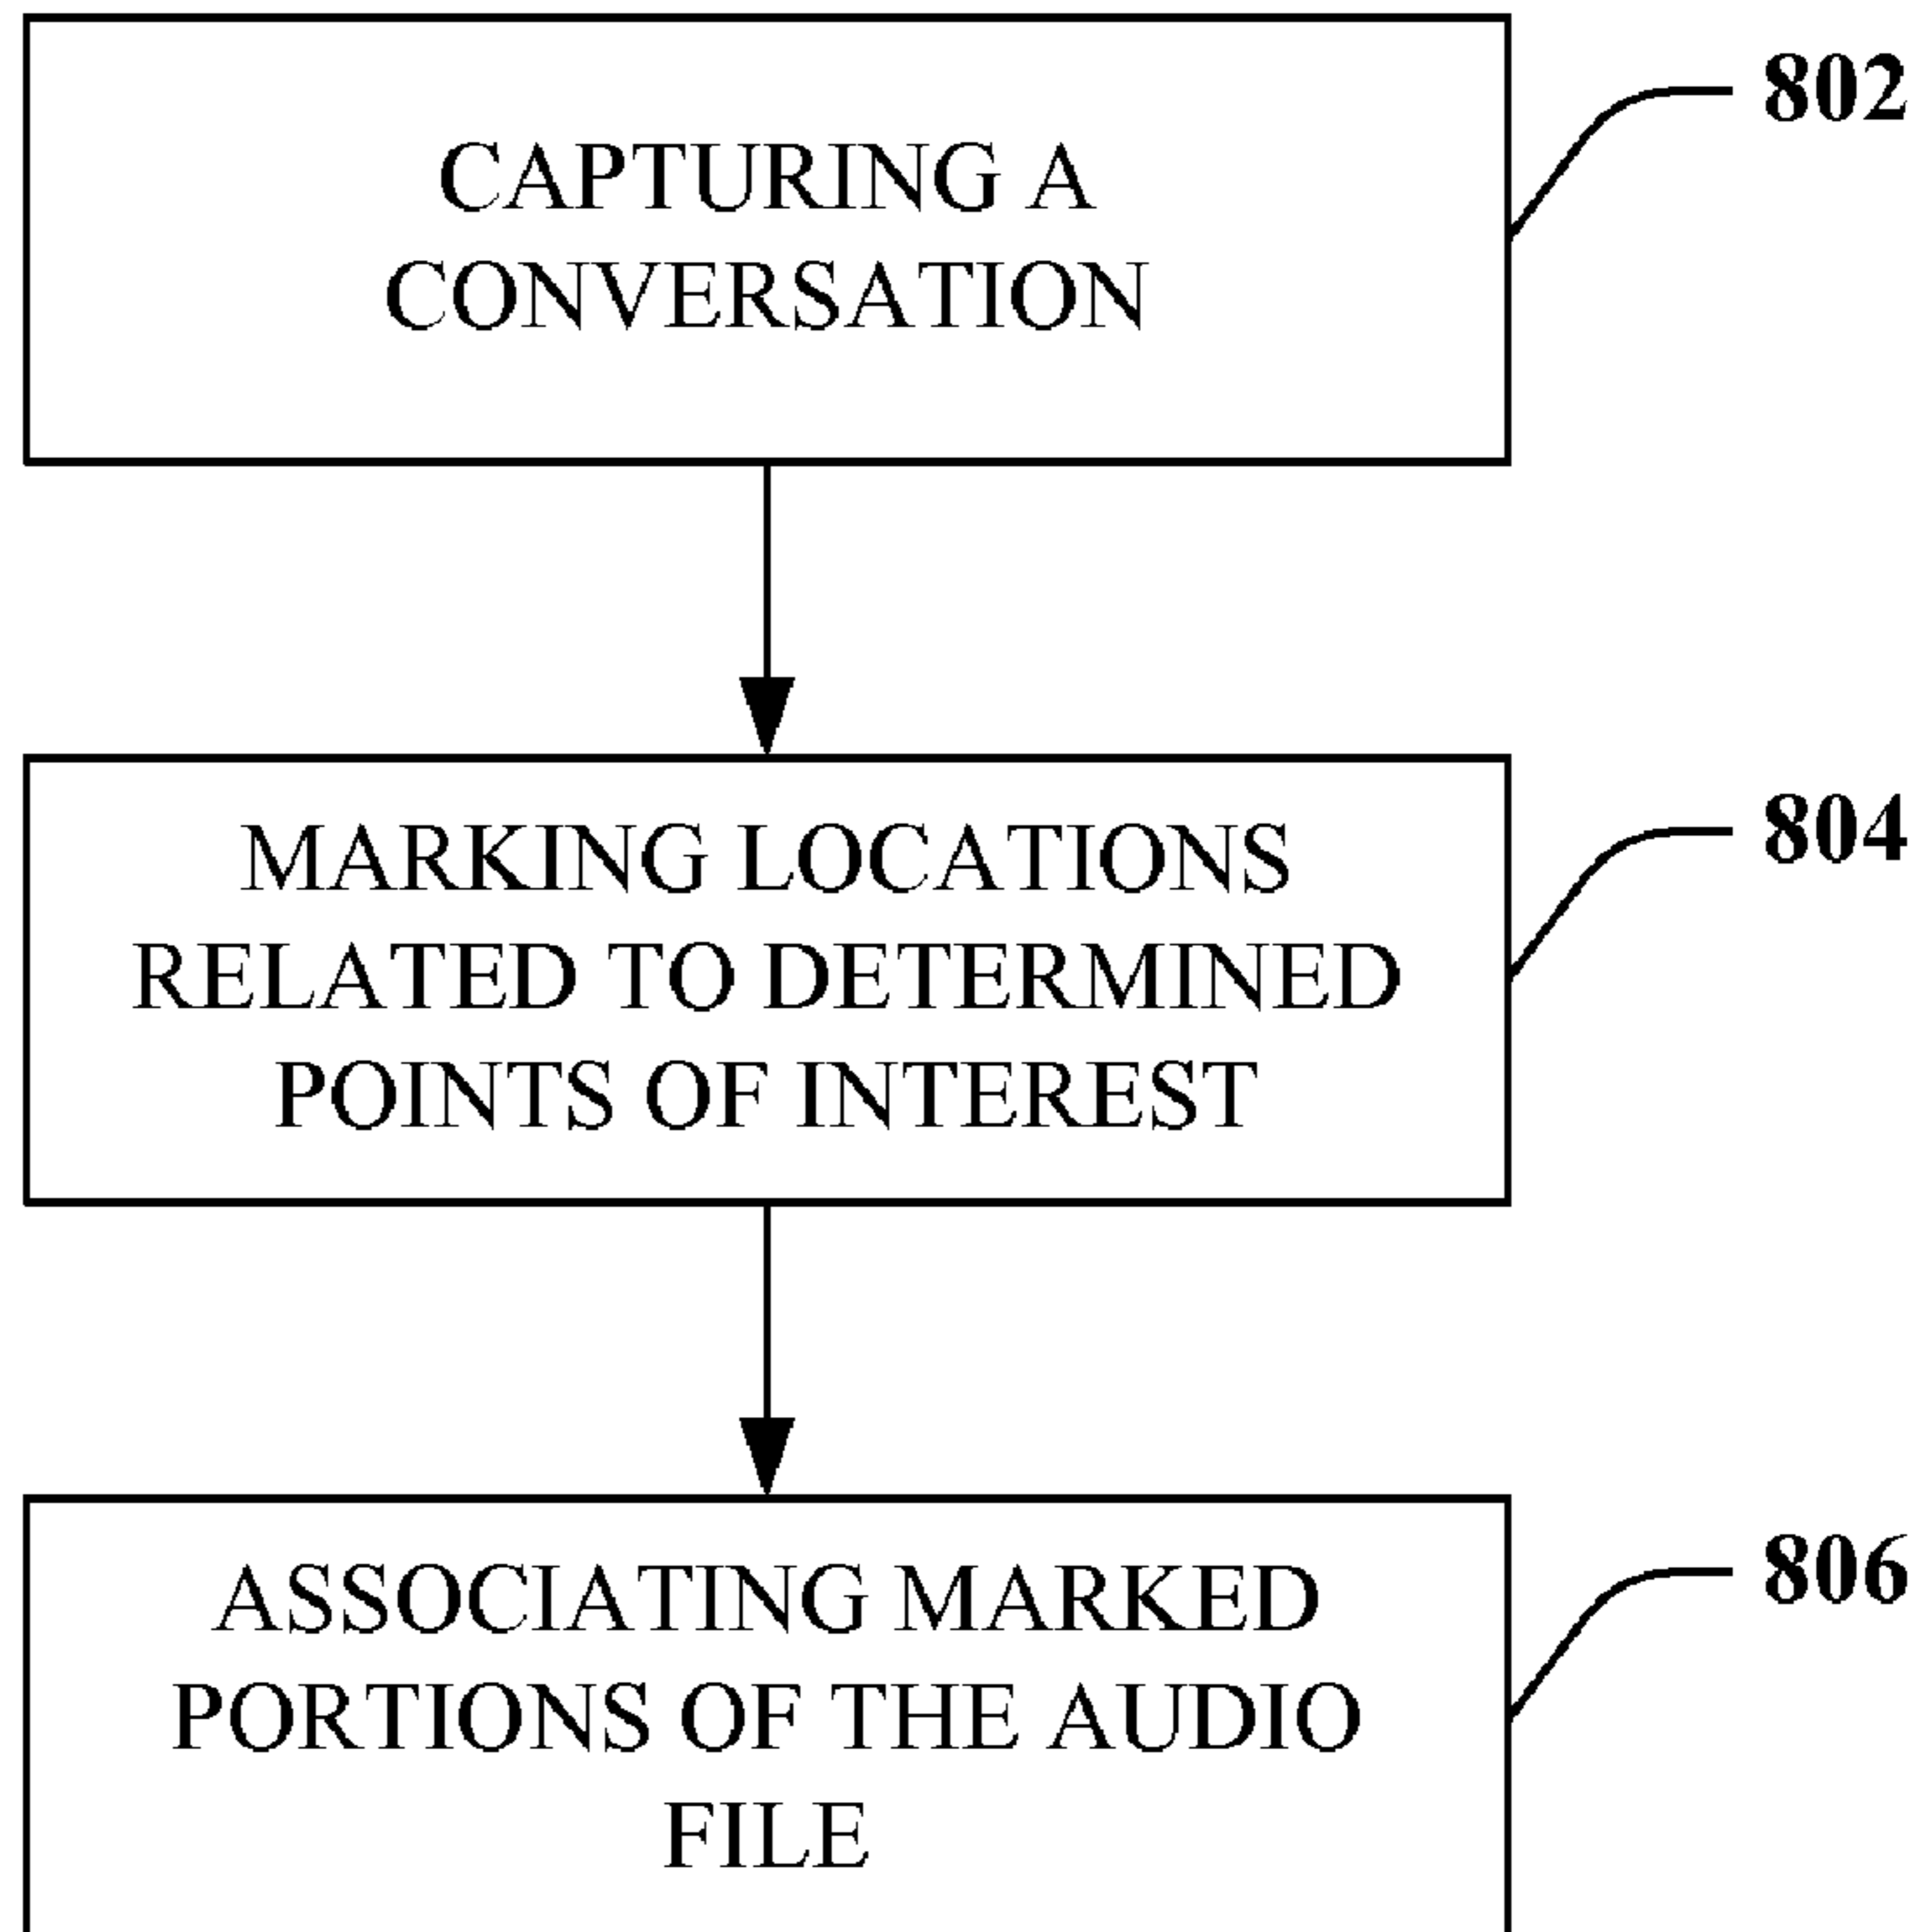 CAPTURING A
CONVERSATION
802
MARKING LOCATIONS
RELATED TO DETERMINED
POINTS OF INTEREST
804
ASSOCIATING MARKED
PORTIONS OF THE AUDIO
FILE
806